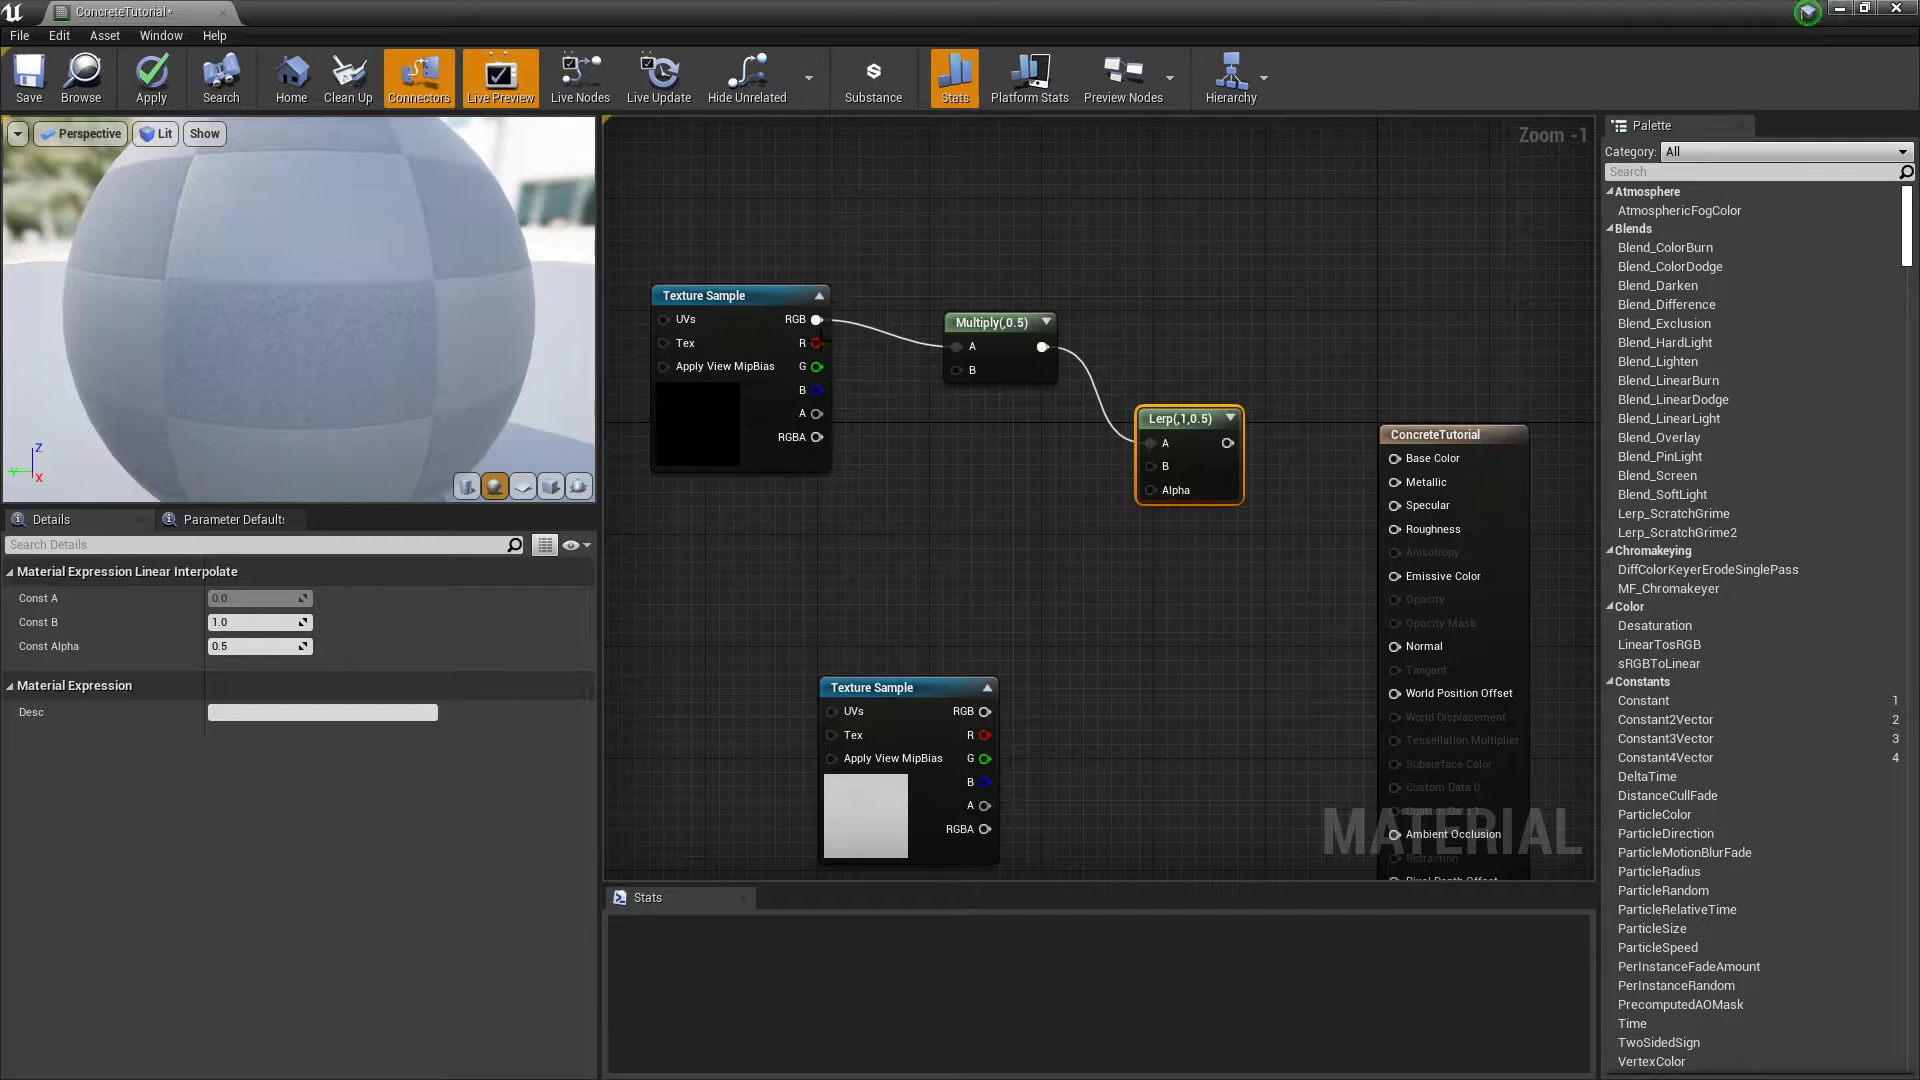 ConcreteTutorial*
File Edit Asset Window Help
Save Browse Apply Search Home Clean Up Connectors Live Preview Live Nodes Live Update Hide Unrelated Substance Stats Platform Stats Preview Nodes Hierarchy
Perspective Lit Show
Z
Y
X
Details
Parameter Defaults
Search Details
Material Expression Linear Interpolate
Const A 0.0
Const B 1.0
Const Alpha 0.5
Material Expression
Desc
Zoom -1
Texture Sample
UVs RGB
Tex R
Apply View MipBias G
B
A
RGBA
Multiply(,0.5)
A
B
Lerp(,1,0.5)
A
B
Alpha
Texture Sample
UVs RGB
Tex R
Apply View MipBias G
B
A
RGBA
ConcreteTutorial
Base Color
Metallic
Specular
Roughness
Anisotropy
Emissive Color
Opacity
Opacity Mask
Normal
Tangent
World Position Offset
World Displacement
Tessellation Multiplier
Subsurface Color
Custom Data 0
Ambient Occlusion
Refraction
Pixel Depth Offset
MATERIAL
Stats
Palette
Category: All
Search
Atmosphere
AtmosphericFogColor
Blends
Blend_ColorBurn
Blend_ColorDodge
Blend_Darken
Blend_Difference
Blend_Exclusion
Blend_HardLight
Blend_Lighten
Blend_LinearBurn
Blend_LinearDodge
Blend_LinearLight
Blend_Overlay
Blend_PinLight
Blend_Screen
Blend_SoftLight
Lerp_ScratchGrime
Lerp_ScratchGrime2
Chromakeying
DiffColorKeyerErodeSinglePass
MF_Chromakeyer
Color
Desaturation
LinearTosRGB
sRGBToLinear
Constants
Constant 1
Constant2Vector 2
Constant3Vector 3
Constant4Vector 4
DeltaTime
DistanceCullFade
ParticleColor
ParticleDirection
ParticleMotionBlurFade
ParticleRadius
ParticleRandom
ParticleRelativeTime
ParticleSize
ParticleSpeed
PerInstanceFadeAmount
PerInstanceRandom
PrecomputedAOMask
Time
TwoSidedSign
VertexColor